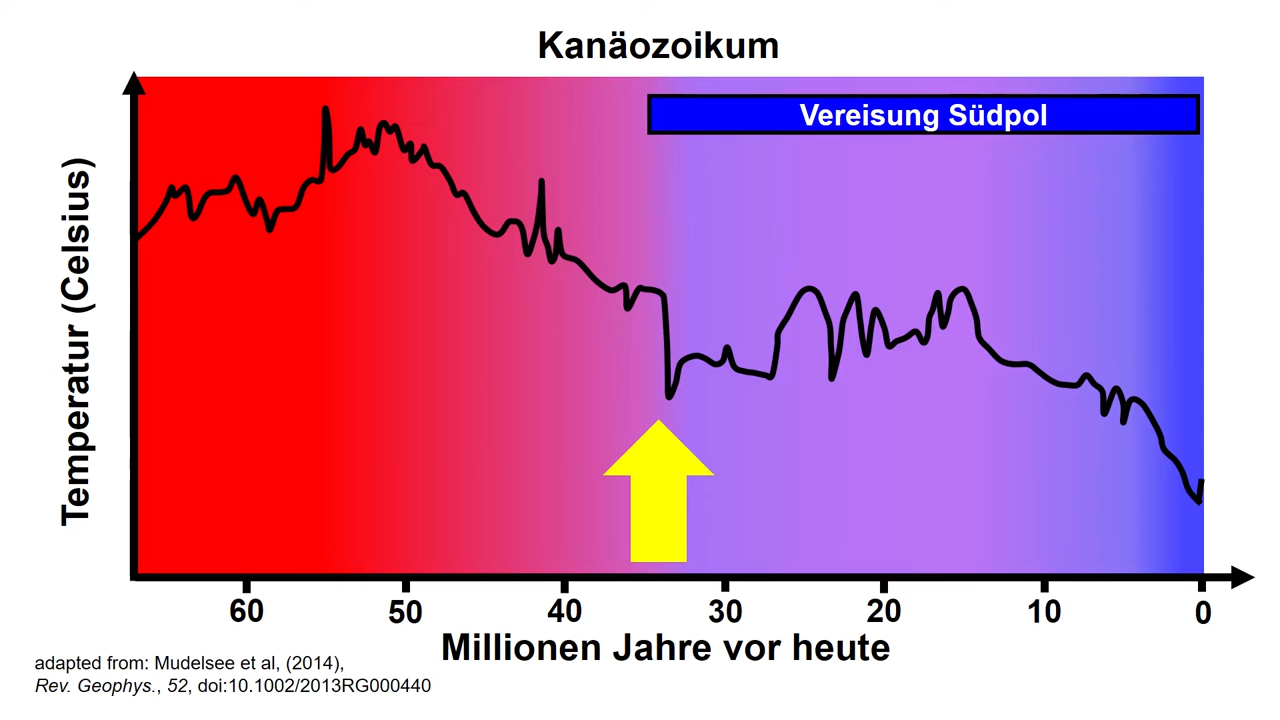 Kanäozoikum
Vereisung Südpol
Temperatur (Celsius)
60 50 40 30 20 10 0
Millionen Jahre vor heute
adapted from: Mudelsee et al, (2014),
Rev. Geophys., 52, doi:10.1002/2013RG000440